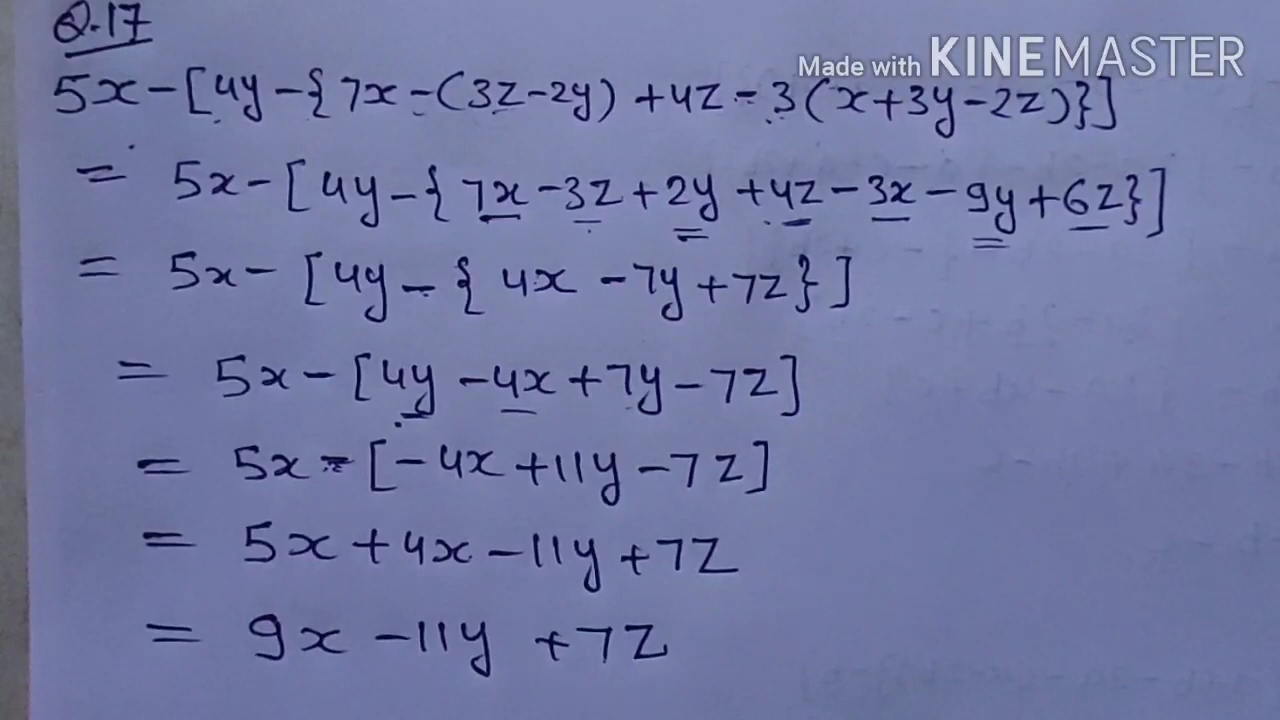 Q.17
Made with KINEMASTER
5x-[4y-{7x-(3z-2y)+4z-3(x+3y-2z)}]
= 5x-[4y-{7x-3z+2y+4z-3x-9y+6z}]
= 5x-[4y-{4x-7y+7z}]
= 5x-[4y-4x+7y-7z]
= 5x-[-4x+11y-7z]
= 5x+4x-11y+7z
= 9x-11y+7z